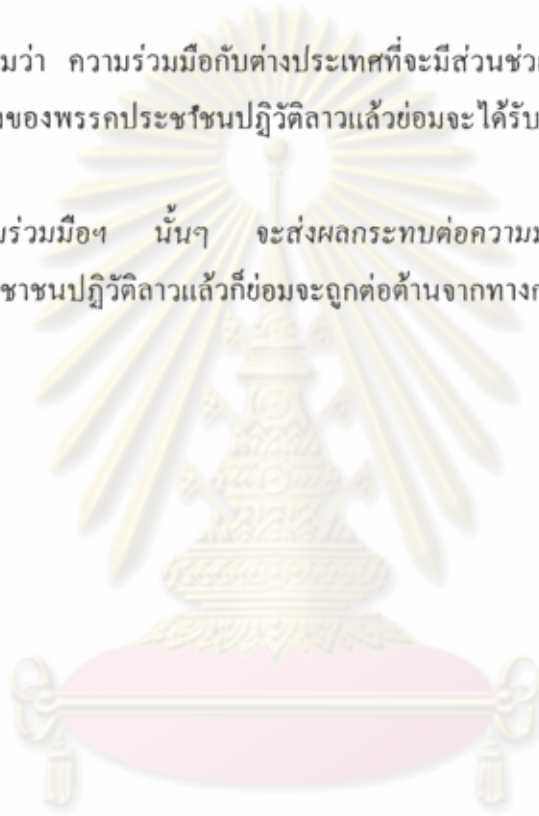 มว่า ความร่วมมือกับต่างประเทศที่จะมีส่วนช่วย
ของพรรคประชาชนปฏิวัติลาวแล้วย่อมจะได้รับ
ร่วมมือฯ นั้นๆ จะส่งผลกระทบต่อความม
ชาชนปฏิวัติลาวแล้วก็ย่อมจะถูกต่อต้านจากทาง